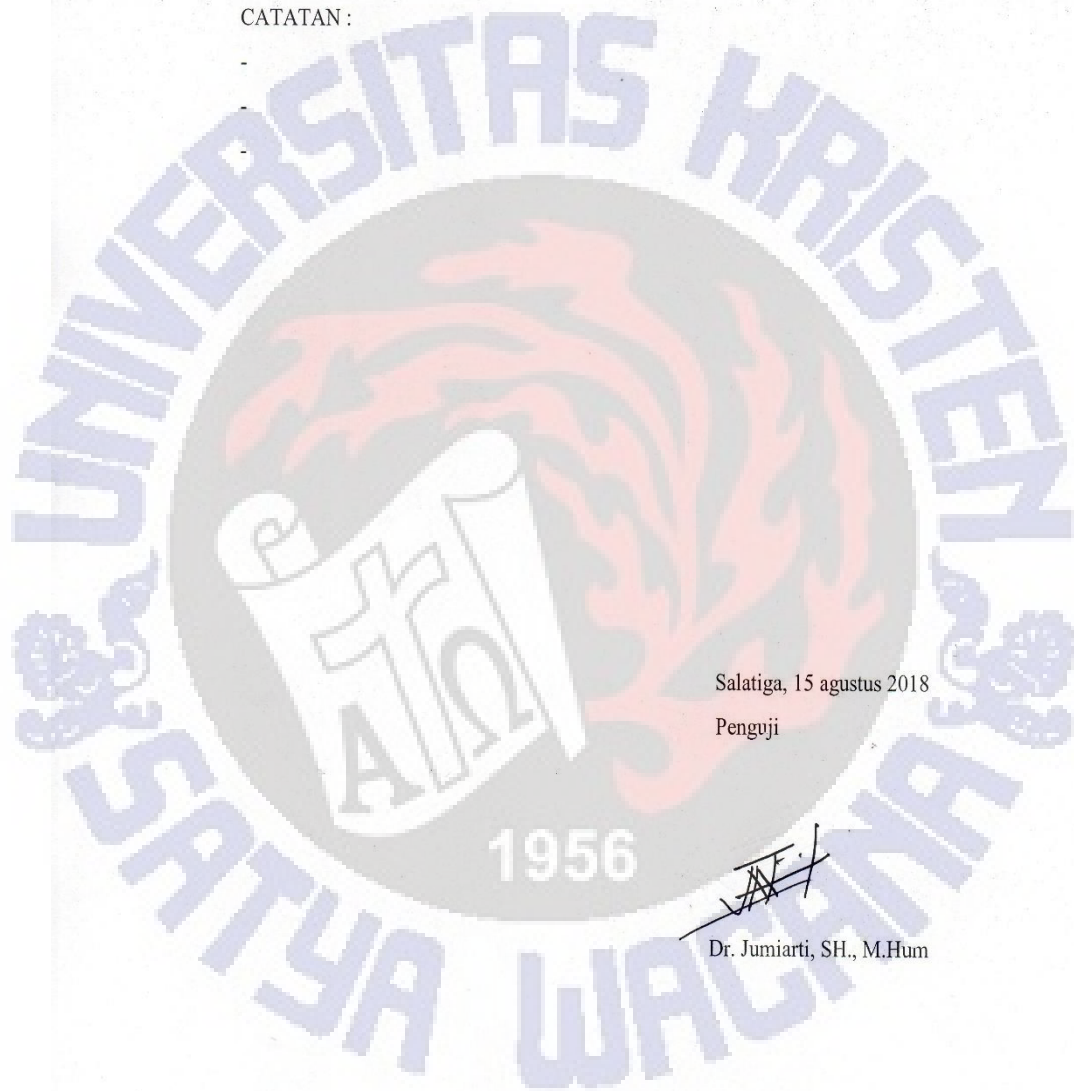 CATATAN :
-
-
-
UNIVERSITAS KRISTEN
SATYA WACANA
Α Ω
1956
Salatiga, 15 agustus 2018
Penguji
Dr. Jumiarti, SH., M.Hum